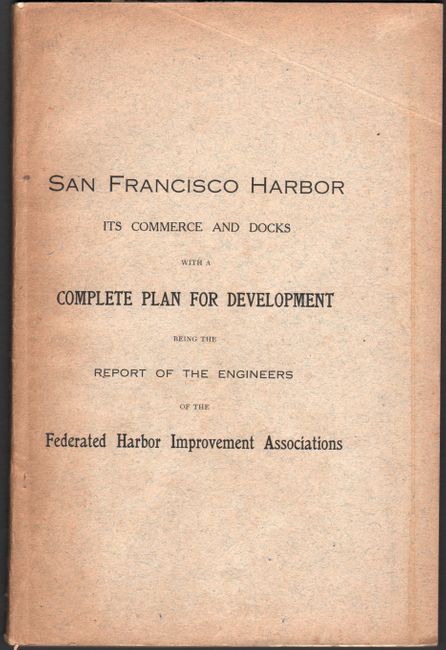 SAN FRANCISCO HARBOR
ITS COMMERCE AND DOCKS
WITH A
COMPLETE PLAN FOR DEVELOPMENT
BEING THE
REPORT OF THE ENGINEERS
OF THE
Federated Harbor Improvement Associations